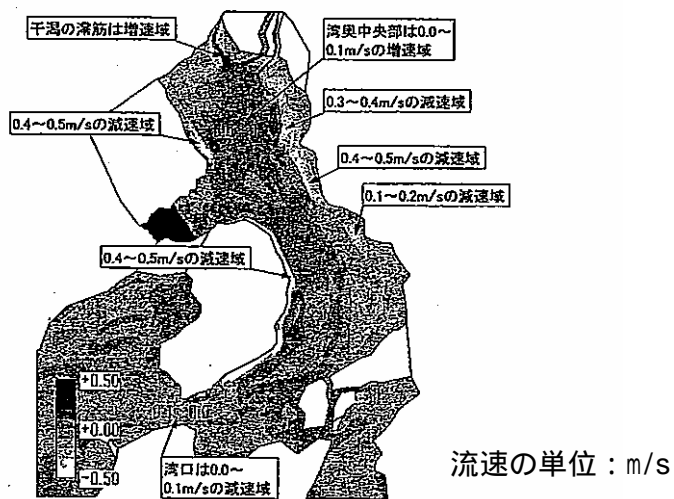 干潟の澪筋は増速域
湾奥中央部は0.0～
0.1m/sの増速域
0.3～0.4m/sの減速域
0.4～0.5m/sの減速域
0.4～0.5m/sの減速域
0.1～0.2m/sの減速域
0.4～0.5m/sの減速域
+0.50
+0.00
-0.50
湾口は0.0～
0.1m/sの減速域
流速の単位：m/s